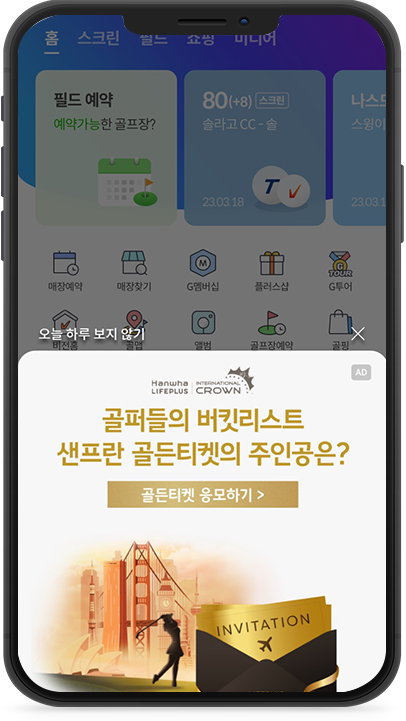 홈 스크린 필드 쇼핑 미디어
필드 예약
예약가능한 골프장?
80(+8) 스크린
솔라고 CC - 솔
23.03.18
T
나스모
스윙이
매장예약 매장찾기 G멤버십 플러스샵 G투어
M
G TOUR
오늘 하루 보지 않기
비전홈 골맵 앨범 골프장예약 골핑
AD
Hanwha LIFEPLUS INTERNATIONAL CROWN
골퍼들의 버킷리스트
샌프란 골든티켓의 주인공은?
골든티켓 응모하기 >
INVITATION